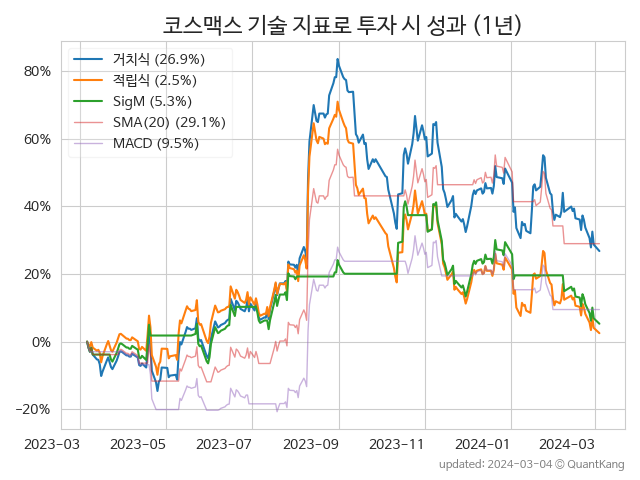 코스맥스 기술 지표로 투자 시 성과 (1년)
거치식 (26.9%)
적립식 (2.5%)
SigM (5.3%)
SMA(20) (29.1%)
MACD (9.5%)
80%
60%
40%
20%
0%
−20%
2023-03
2023-05
2023-07
2023-09
2023-11
2024-01
2024-03
updated: 2024-03-04 © QuantKang